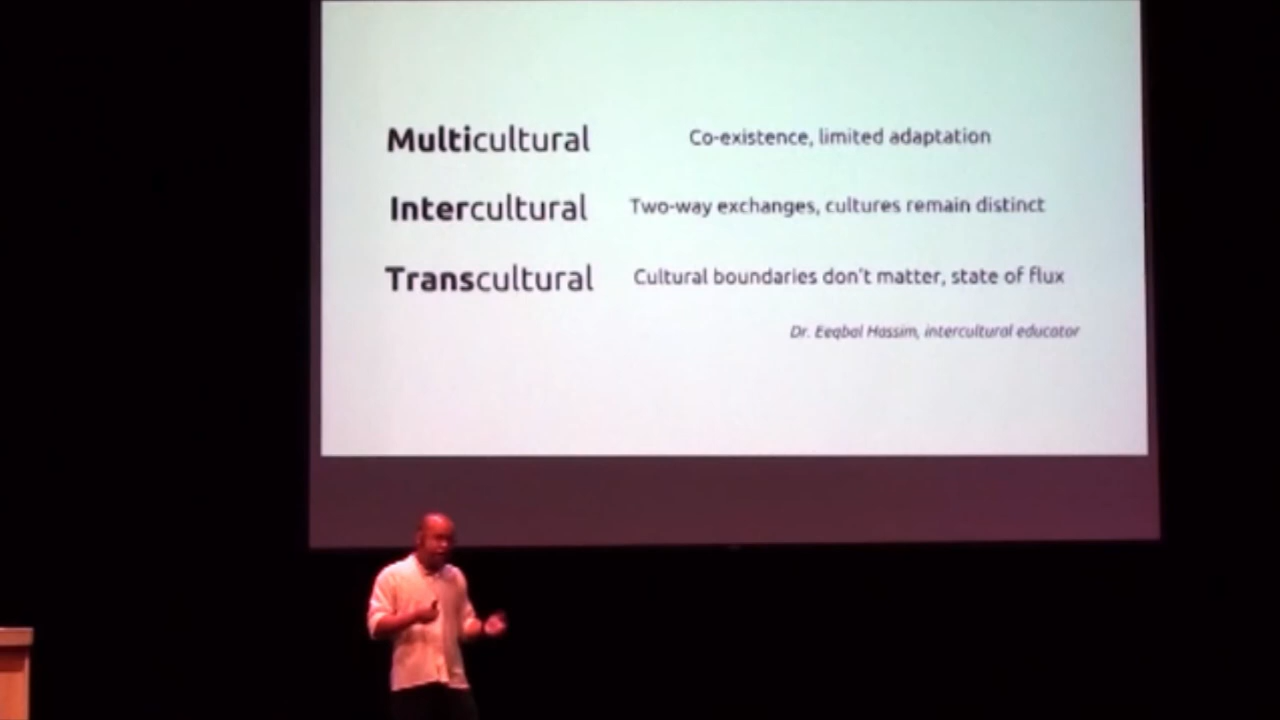 Multicultural Co-existence, limited adaptation
Intercultural Two-way exchanges, cultures remain distinct
Transcultural Cultural boundaries don't matter, state of flux
Dr. Eeqbal Hassim, intercultural educator